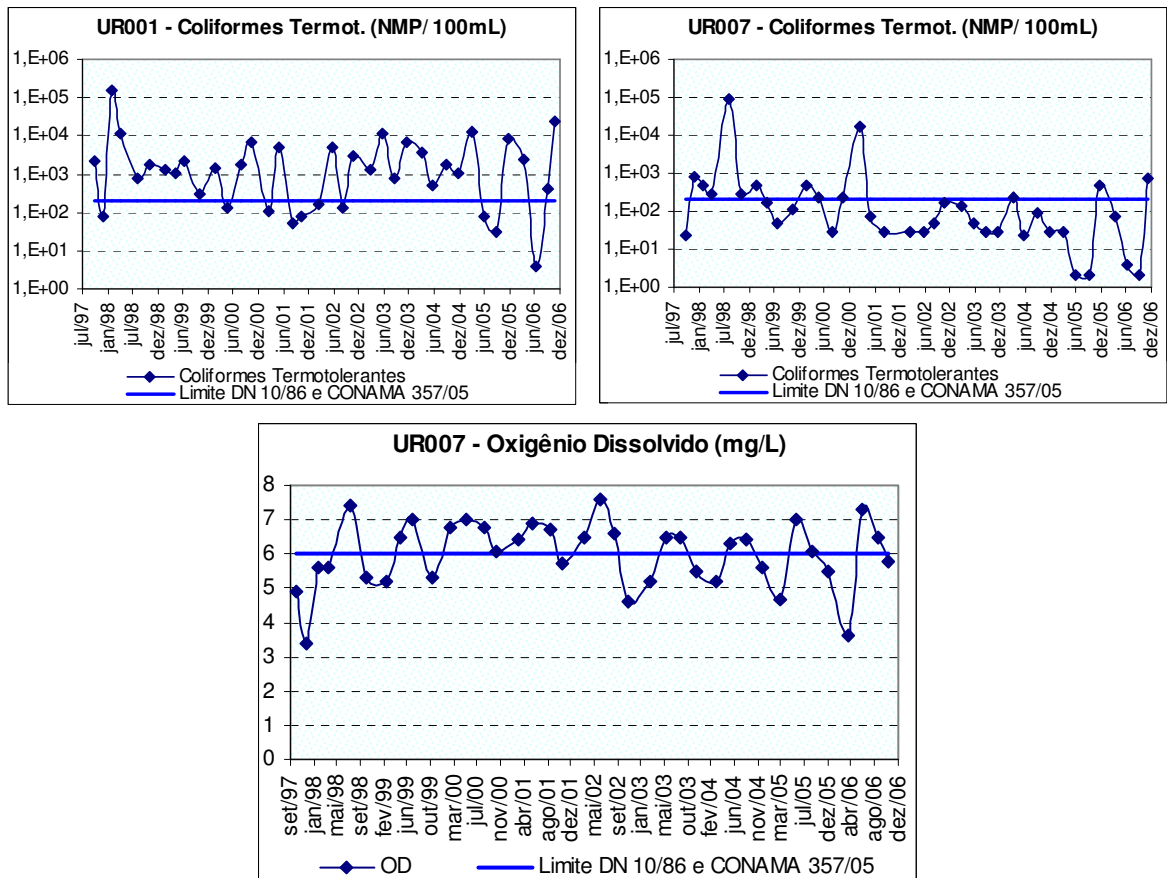 UR001 - Coliformes Termot. (NMP/ 100mL)
1,E+06
1,E+05
1,E+04
1,E+03
1,E+02
1,E+01
1,E+00
jul/97
jan/98
jul/98
dez/98
jun/99
dez/99
jun/00
dez/00
jun/01
dez/01
jun/02
dez/02
jun/03
dez/03
jun/04
dez/04
jun/05
dez/05
jun/06
dez/06
Coliformes Termotolerantes
Limite DN 10/86 e CONAMA 357/05
UR007 - Coliformes Termot. (NMP/ 100mL)
1,E+06
1,E+05
1,E+04
1,E+03
1,E+02
1,E+01
1,E+00
jul/97
jan/98
jul/98
dez/98
jun/99
dez/99
jun/00
dez/00
jun/01
dez/01
jun/02
dez/02
jun/03
dez/03
jun/04
dez/04
jun/05
dez/05
jun/06
dez/06
Coliformes Termotolerantes
Limite DN 10/86 e CONAMA 357/05
UR007 - Oxigênio Dissolvido (mg/L)
8
7
6
5
4
3
2
1
0
set/97
jan/98
mai/98
set/98
fev/99
jun/99
out/99
mar/00
jul/00
nov/00
abr/01
ago/01
dez/01
mai/02
set/02
jan/03
mai/03
out/03
fev/04
jun/04
nov/04
mar/05
jul/05
dez/05
abr/06
ago/06
dez/06
OD
Limite DN 10/86 e CONAMA 357/05